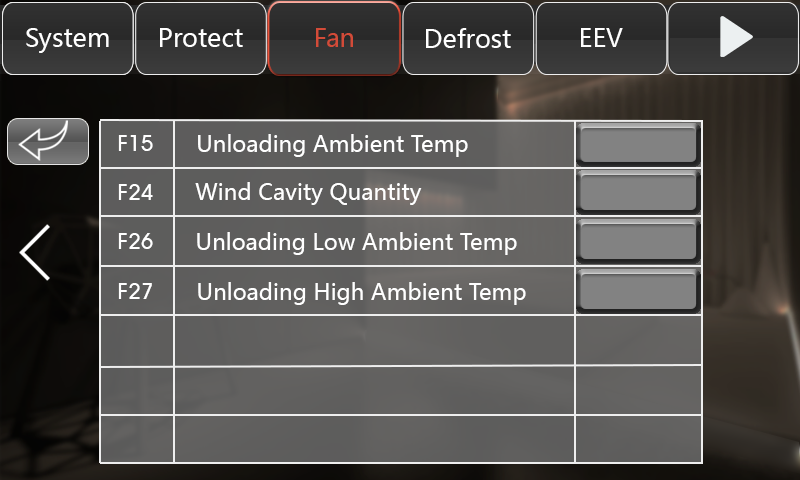 System Protect Fan Defrost EEV
F15 Unloading Ambient Temp
F24 Wind Cavity Quantity
F26 Unloading Low Ambient Temp
F27 Unloading High Ambient Temp